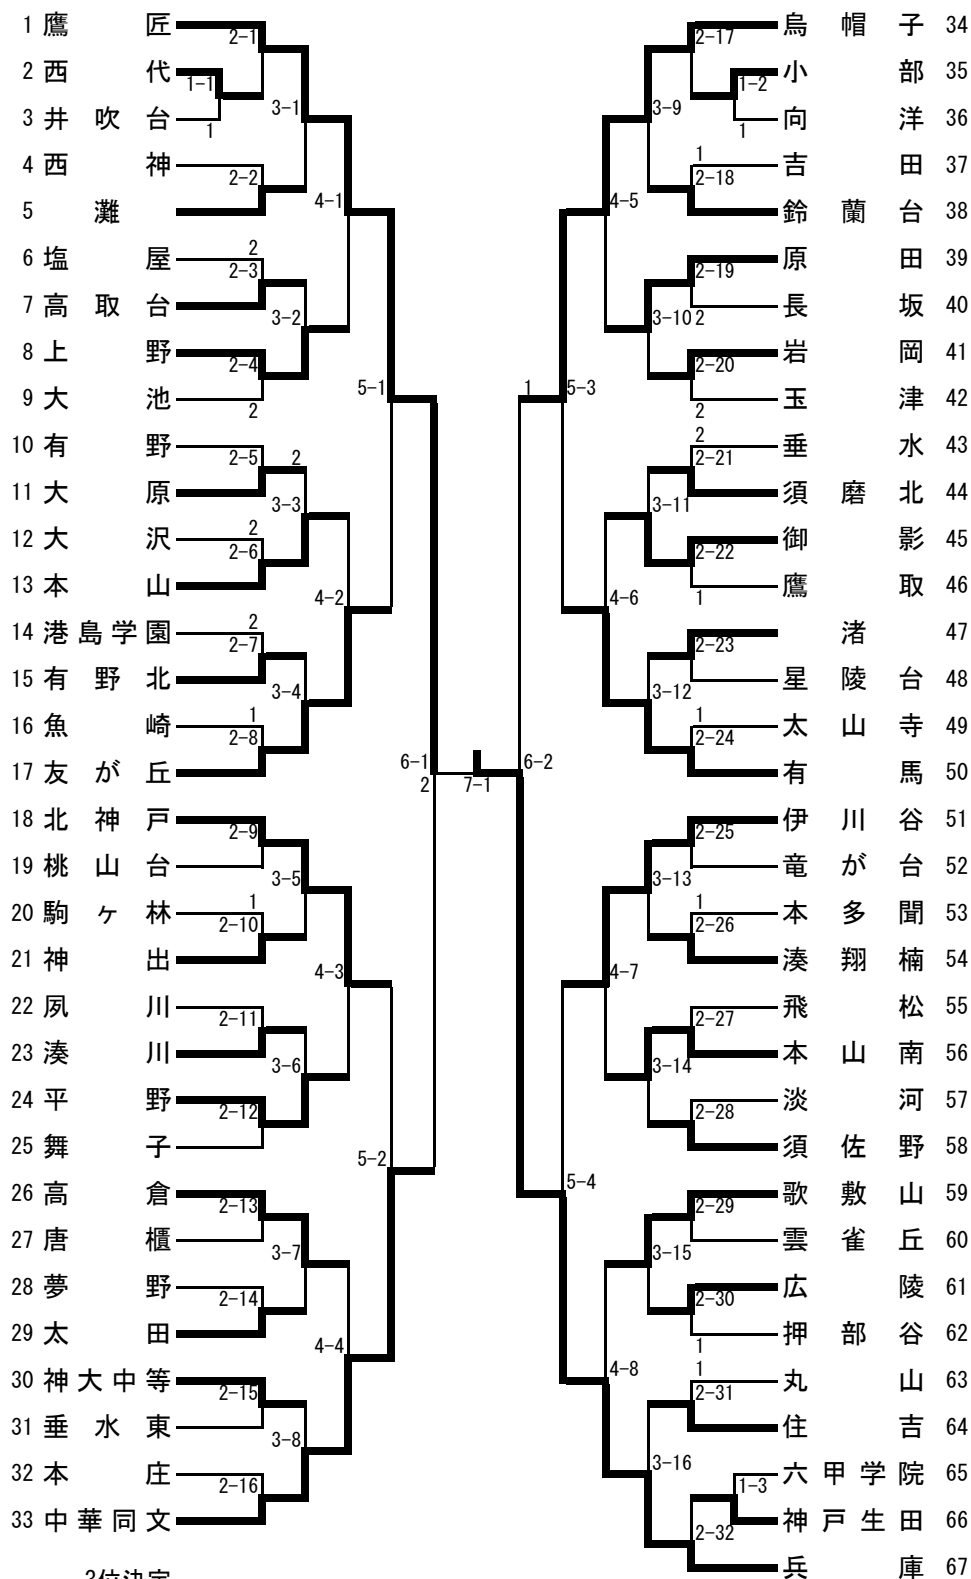 1 鷹匠
2 西代
3 井吹台
4 西神
5 灘
6 塩屋
7 高取台
8 上野
9 大池
10 有野
11 大原
12 大沢
13 本山
14 港島学園
15 有野北
16 魚崎
17 友が丘
18 北神戸
19 桃山台
20 駒ヶ林
21 神出
22 夙川
23 湊川
24 平野
25 舞子
26 高倉
27 唐櫃
28 夢野
29 太田
30 神大中等
31 垂水東
32 本庄
33 中華同文
2-1
1-1
1
3-1
2-2
4-1
2
2-3
3-2
2-4
2
5-1
2-5
2
3-3
2
2-6
4-2
2
2-7
3-4
1
2-8
6-1
2
7-1
2-9
3-5
1
2-10
4-3
2-11
3-6
2-12
5-2
2-13
3-7
2-14
4-4
2-15
3-8
2-16
烏帽子 34
小部 35
向洋 36
吉田 37
鈴蘭台 38
原田 39
長坂 40
岩岡 41
玉津 42
垂水 43
須磨北 44
御影 45
鷹取 46
渚 47
星陵台 48
太山寺 49
有馬 50
伊川谷 51
竜が台 52
本多聞 53
湊翔楠 54
飛松 55
本山南 56
淡河 57
須佐野 58
歌敷山 59
雲雀丘 60
広陵 61
押部谷 62
丸山 63
住吉 64
六甲学院 65
神戸生田 66
兵庫 67
2-17
1-2
1
3-9
1
2-18
4-5
2-19
3-10
2
2-20
2
1
5-3
2
2-21
3-11
2-22
1
4-6
2-23
3-12
1
2-24
6-2
2-25
3-13
1
2-26
4-7
2-27
3-14
2-28
5-4
2-29
3-15
2-30
1
4-8
1
2-31
3-16
1-3
2-32
3位決定